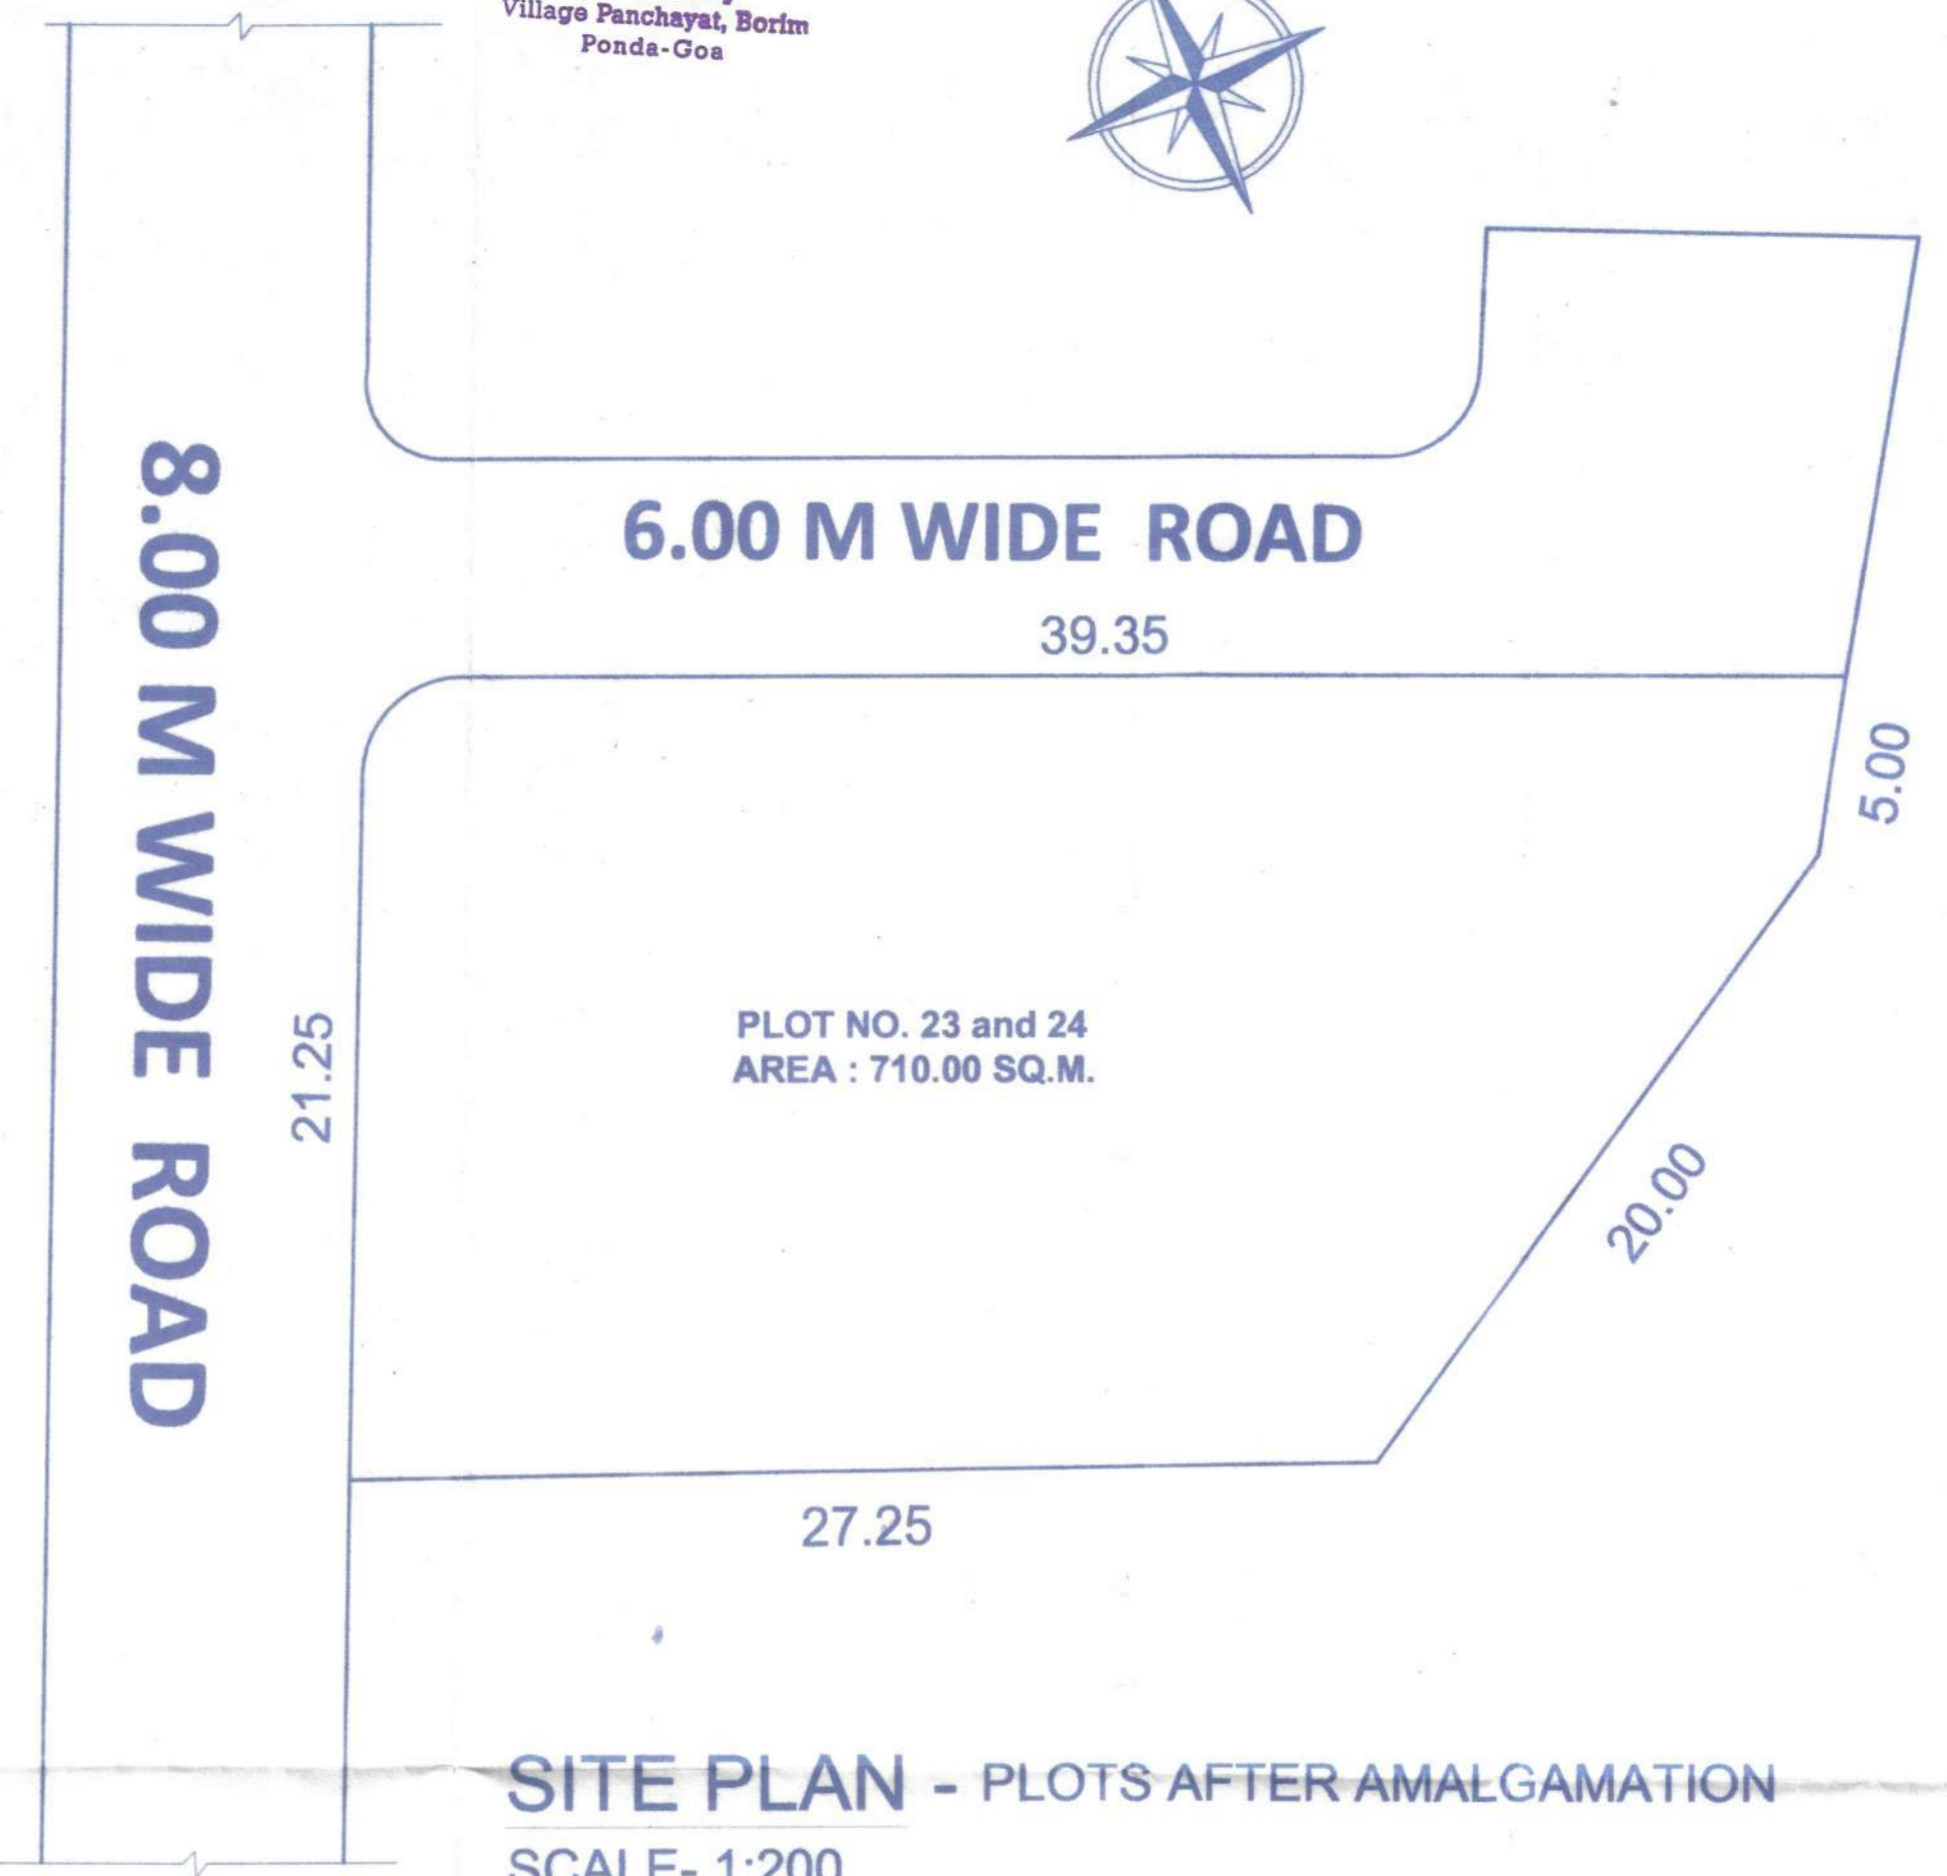 Village Panchayat, Borim
Ponda-Goa
8.00 M WIDE ROAD
6.00 M WIDE ROAD
39.35
5.00
21.25
PLOT NO. 23 and 24
AREA : 710.00 SQ.M.
20.00
27.25
SITE PLAN - PLOTS AFTER AMALGAMATION
SCALE- 1:200